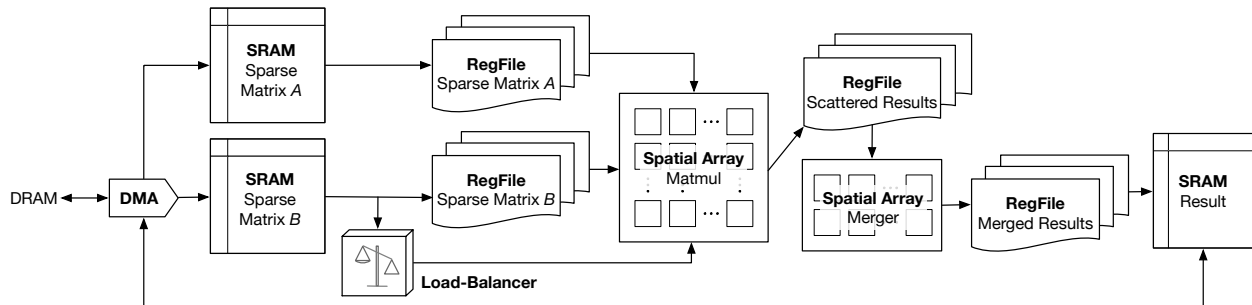 SRAM
Sparse
Matrix A
RegFile
Sparse Matrix A
RegFile
Scattered Results
...
...
Spatial Array
Matmul
DRAM
DMA
SRAM
Sparse
Matrix B
RegFile
Sparse Matrix B
Spatial Array
Merger
RegFile
Merged Results
SRAM
Result
Load-Balancer